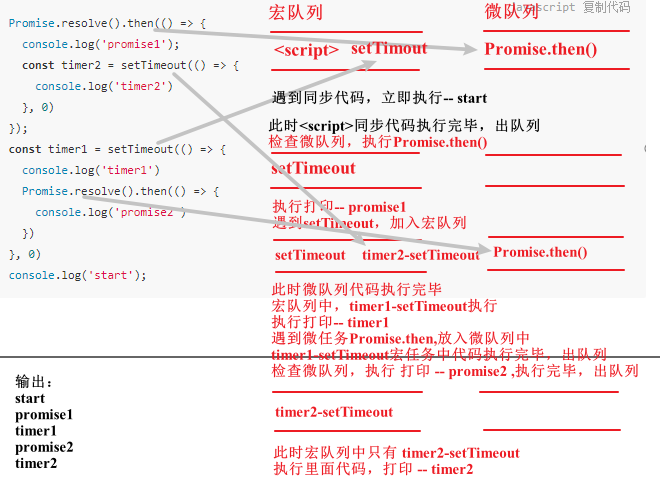 javascript 复制代码
Promise.resolve().then(() => {
console.log('promise1');
const timer2 = setTimeout(() => {
console.log('timer2')
}, 0)
});
const timer1 = setTimeout(() => {
console.log('timer1')
Promise.resolve().then(() => {
console.log('promise2')
})
}, 0)
console.log('start');
输出：
start
promise1
timer1
promise2
timer2
宏队列 微队列
<script> setTimout Promise.then()
遇到同步代码，立即执行-- start
此时<script>同步代码执行完毕，出队列
检查微队列，执行Promise.then()
setTimeout
执行打印-- promise1
遇到setTimeout，加入宏队列
setTimeout timer2-setTimeout Promise.then()
此时微队列代码执行完毕
宏队列中，timer1-setTimeout执行
执行打印-- timer1
遇到微任务Promise.then,放入微队列中
timer1-setTimeout宏任务中代码执行完毕，出队列
检查微队列，执行 打印 -- promise2 ,执行完毕，出队列
timer2-setTimeout
此时宏队列中只有 timer2-setTimeout
执行里面代码，打印 -- timer2